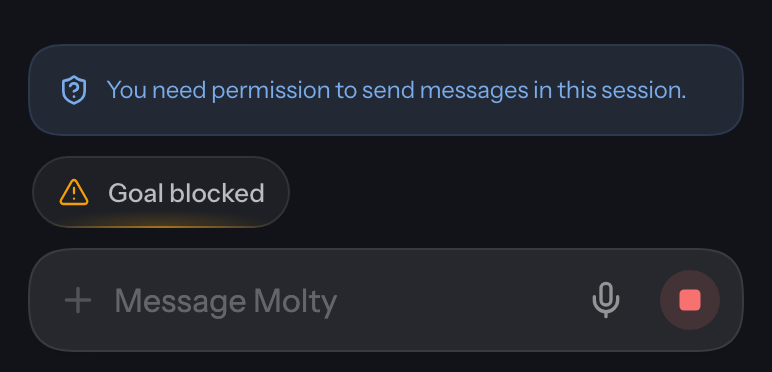 You need permission to send messages in this session.
Goal blocked
Message Molty